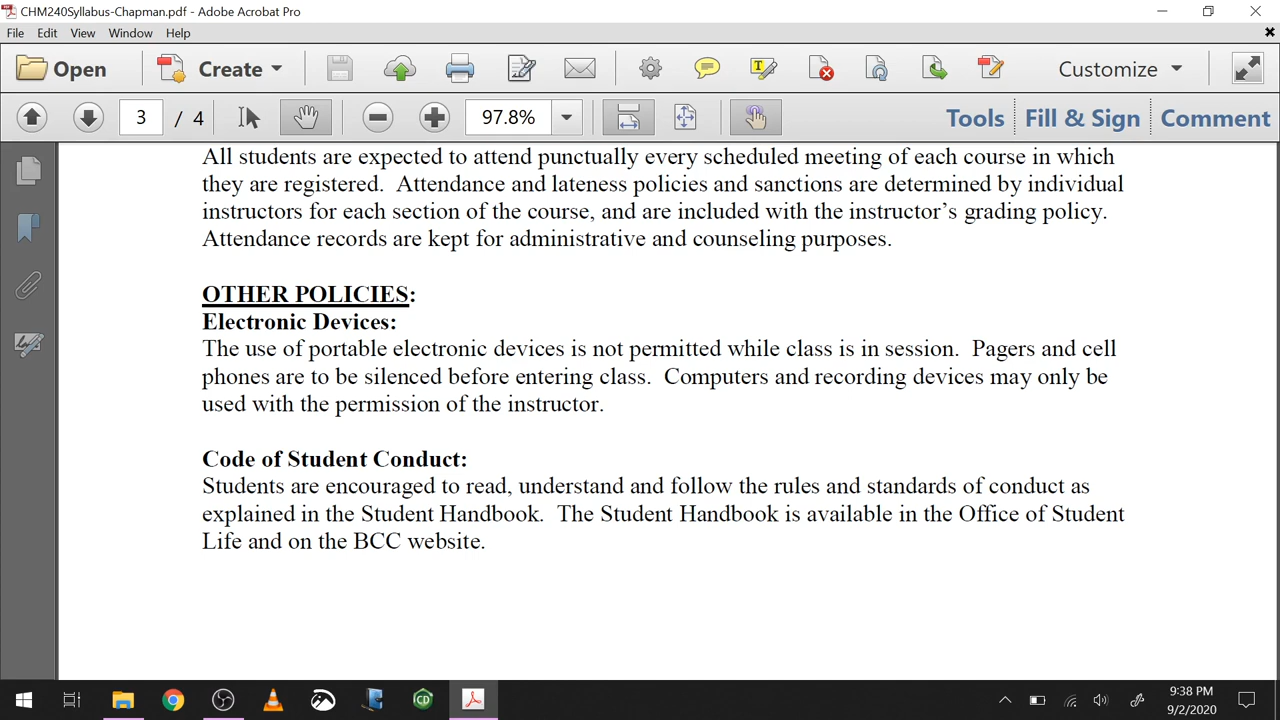 CHM240Syllabus-Chapman.pdf - Adobe Acrobat Pro
File Edit View Window Help
Open Create Customize
3 / 4 97.8% Tools Fill & Sign Comment
All students are expected to attend punctually every scheduled meeting of each course in which
they are registered.  Attendance and lateness policies and sanctions are determined by individual
instructors for each section of the course, and are included with the instructor’s grading policy.
Attendance records are kept for administrative and counseling purposes.
OTHER POLICIES:
Electronic Devices:
The use of portable electronic devices is not permitted while class is in session.  Pagers and cell
phones are to be silenced before entering class.  Computers and recording devices may only be
used with the permission of the instructor.
Code of Student Conduct:
Students are encouraged to read, understand and follow the rules and standards of conduct as
explained in the Student Handbook.  The Student Handbook is available in the Office of Student
Life and on the BCC website.
CD
9:38 PM
9/2/2020